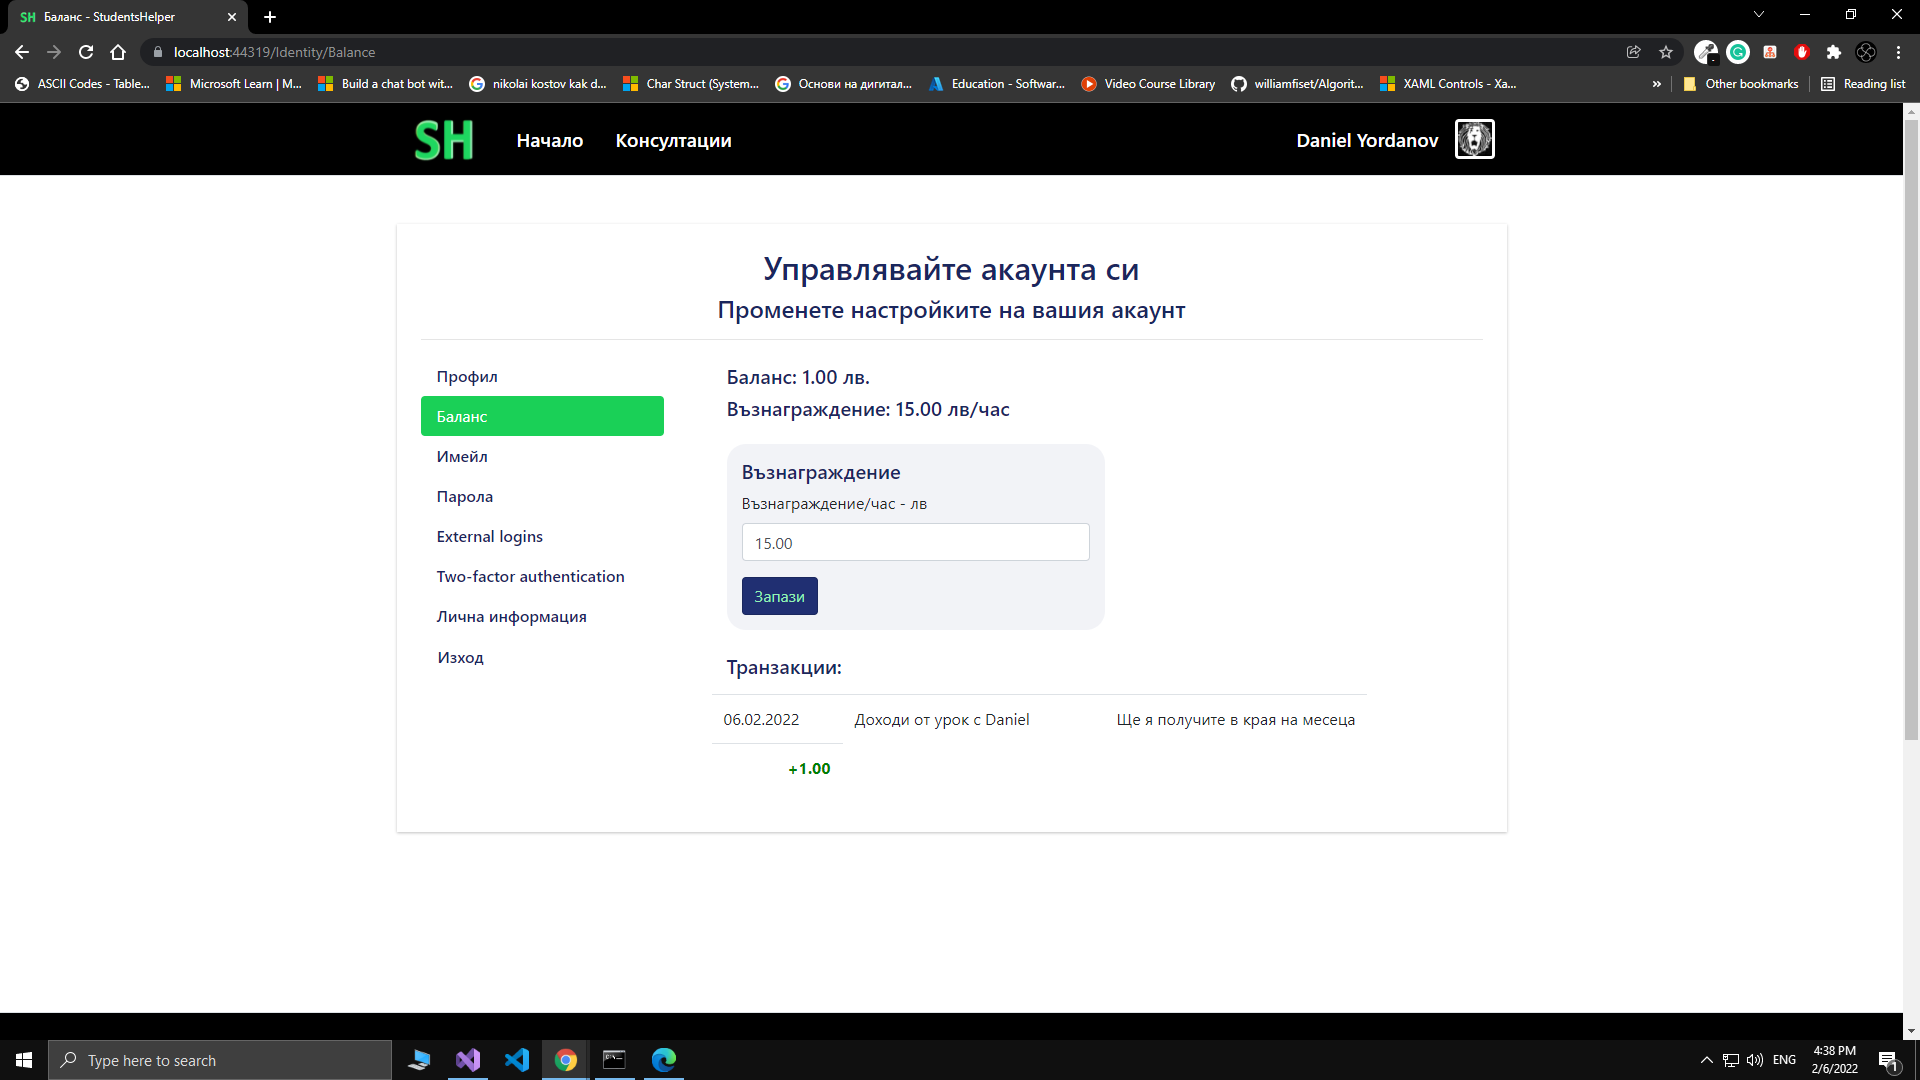 SH Баланс - StudentsHelper
localhost:44319/Identity/Balance
ASCII Codes - Table...
Microsoft Learn | M...
Build a chat bot wit...
nikolai kostov kak d...
Char Struct (System...
Основи на дигитал...
Education - Softwar...
Video Course Library
williamfiset/Algorit...
XAML Controls - Xa...
»
Other bookmarks
Reading list
SH
Начало
Консултации
Daniel Yordanov
Управлявайте акаунта си
Променете настройките на вашия акаунт
Профил
Баланс
Имейл
Парола
External logins
Two-factor authentication
Лична информация
Изход
Баланс: 1.00 лв.
Възнаграждение: 15.00 лв/час
Възнаграждение
Възнаграждение/час - лв
15.00
Запази
Транзакции:
06.02.2022 Доходи от урок с Daniel Ще я получите в края на месеца
+1.00
Type here to search
ENG
4:38 PM
2/6/2022
1